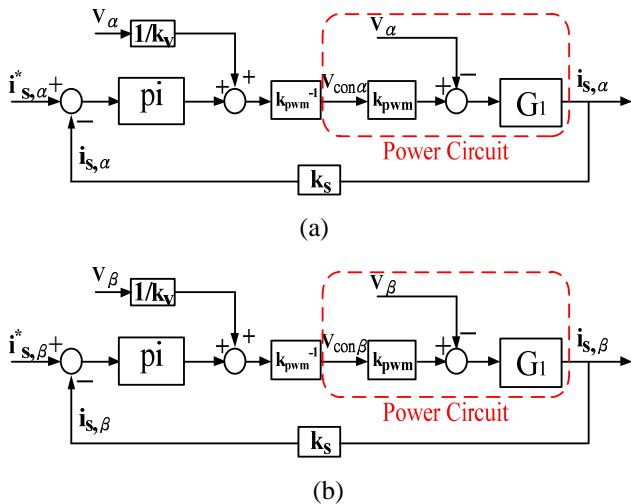 Vα
1/kv
Vα
i*s,α + − pi + + kpwm⁻¹ Vconα kpwm + − G1 is,α
is,α
Power Circuit
ks
(a)
Vβ
1/kv
Vβ
i*s,β + − pi + + kpwm⁻¹ Vconβ kpwm + − G1 is,β
is,β
Power Circuit
ks
(b)